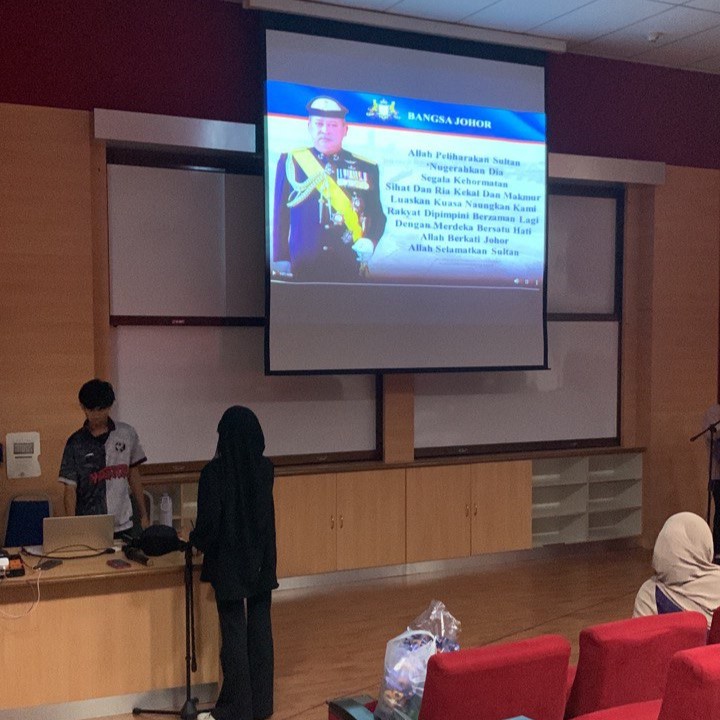 BANGSA JOHOR
Allah Peliharakan Sultan
'Nugerahkan Dia
Segala Kehormatan
Sihat Dan Ria Kekal Dan Makmur
Luaskan Kuasa Naungkan Kami
Rakyat Dipimpini Berzaman Lagi
Dengan Merdeka Bersatu Hati
Allah Berkati Johor
Allah Selamatkan Sultan